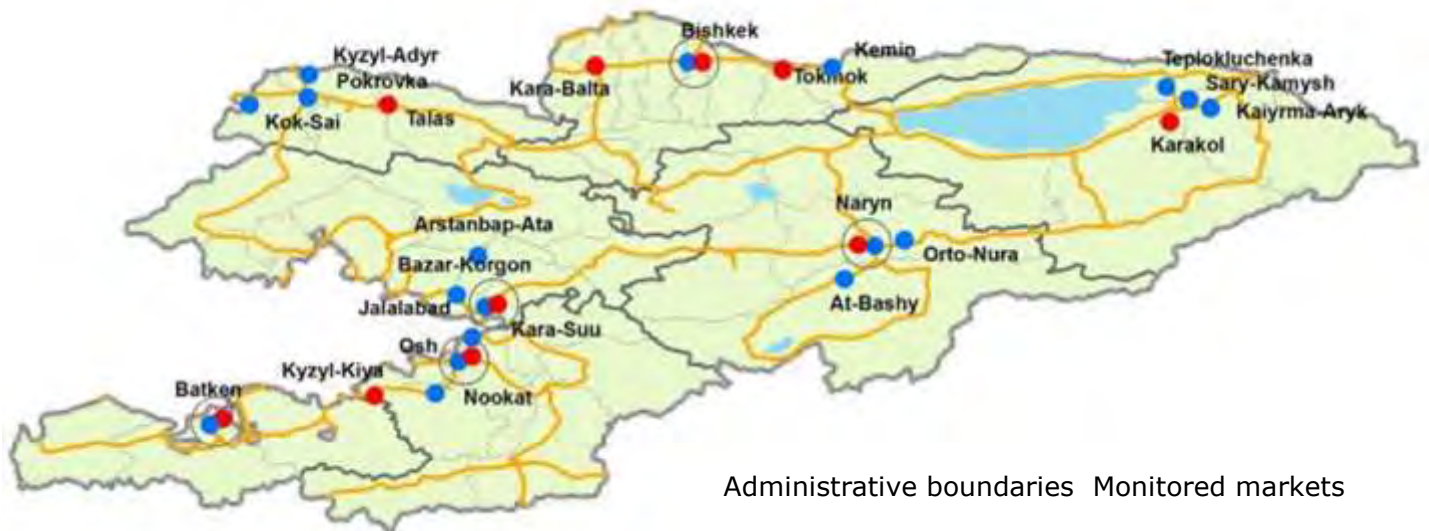 Bishkek
Kemin
Kyzyl-Adyr
Teplokluchenka
Pokrovka
Tokmok
Sary-Kamysh
Kara-Balta
Kaiyrma-Aryk
Kok-Sai
Talas
Karakol
Naryn
Arstanbap-Ata
Orto-Nura
Bazar-Korgon
At-Bashy
Jalalabad
Kara-Suu
Osh
Kyzyl-Kiya
Batken
Nookat
Administrative boundaries Monitored markets